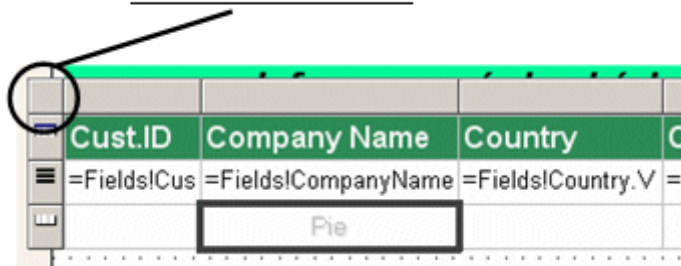 Cust.ID Company Name Country
=Fields!Cus =Fields!CompanyName =Fields!Country.V =
Pie